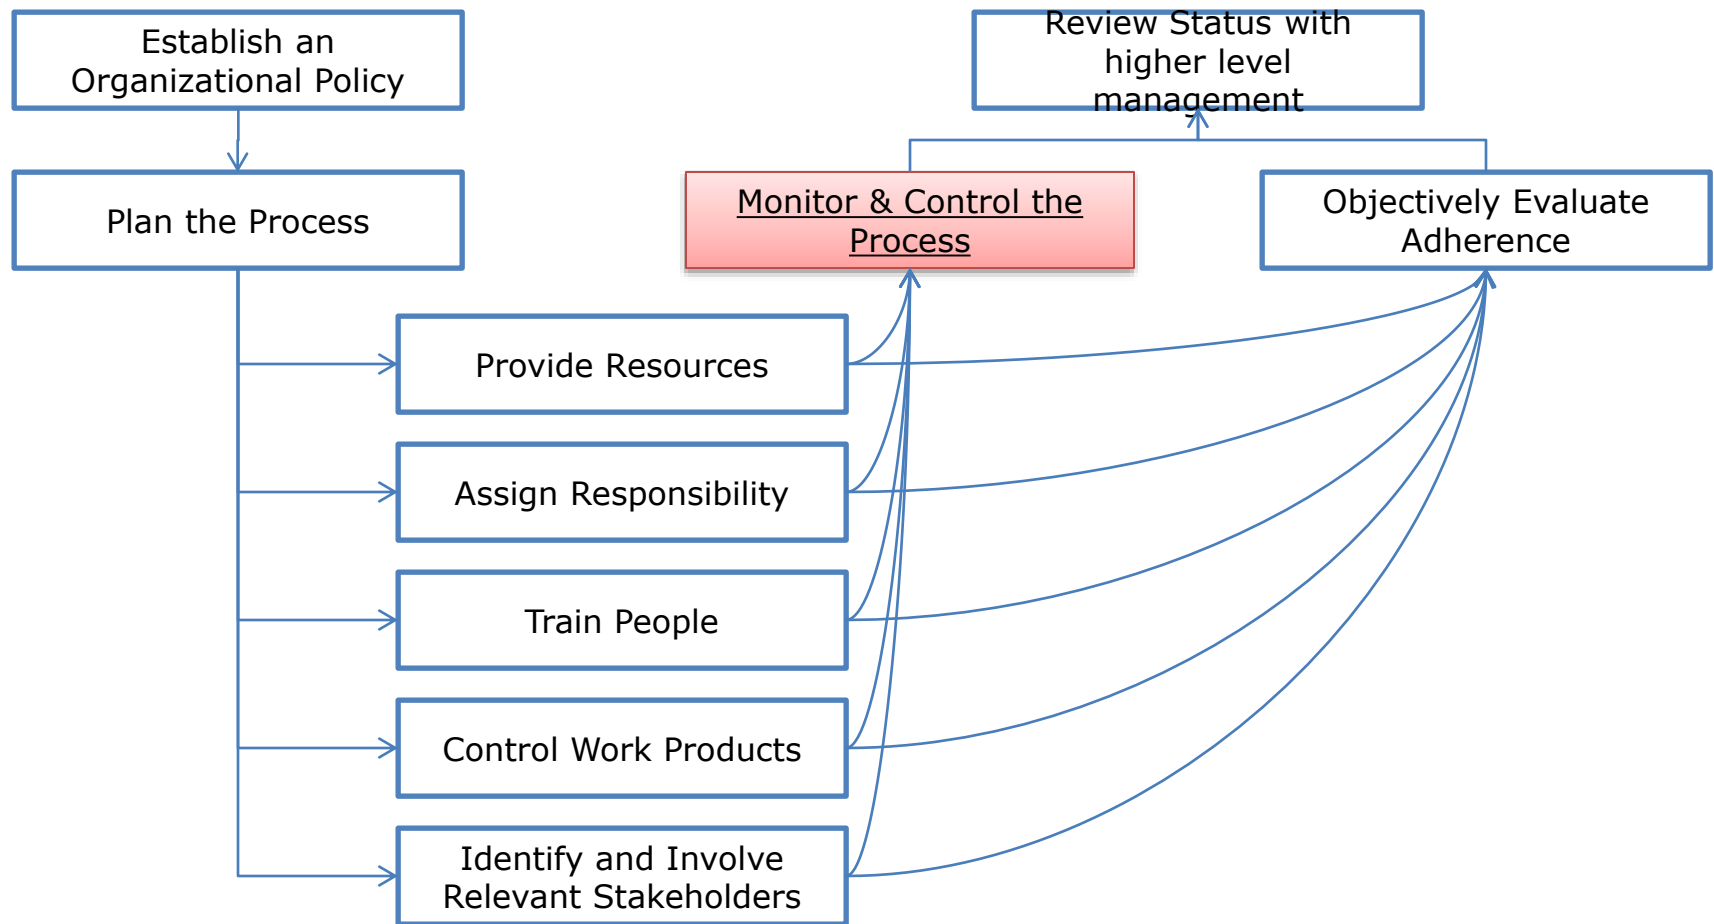 Establish an
Organizational Policy
Review Status with
higher level
management
Plan the Process
Monitor & Control the
Process
Objectively Evaluate
Adherence
Provide Resources
Assign Responsibility
Train People
Control Work Products
Identify and Involve
Relevant Stakeholders